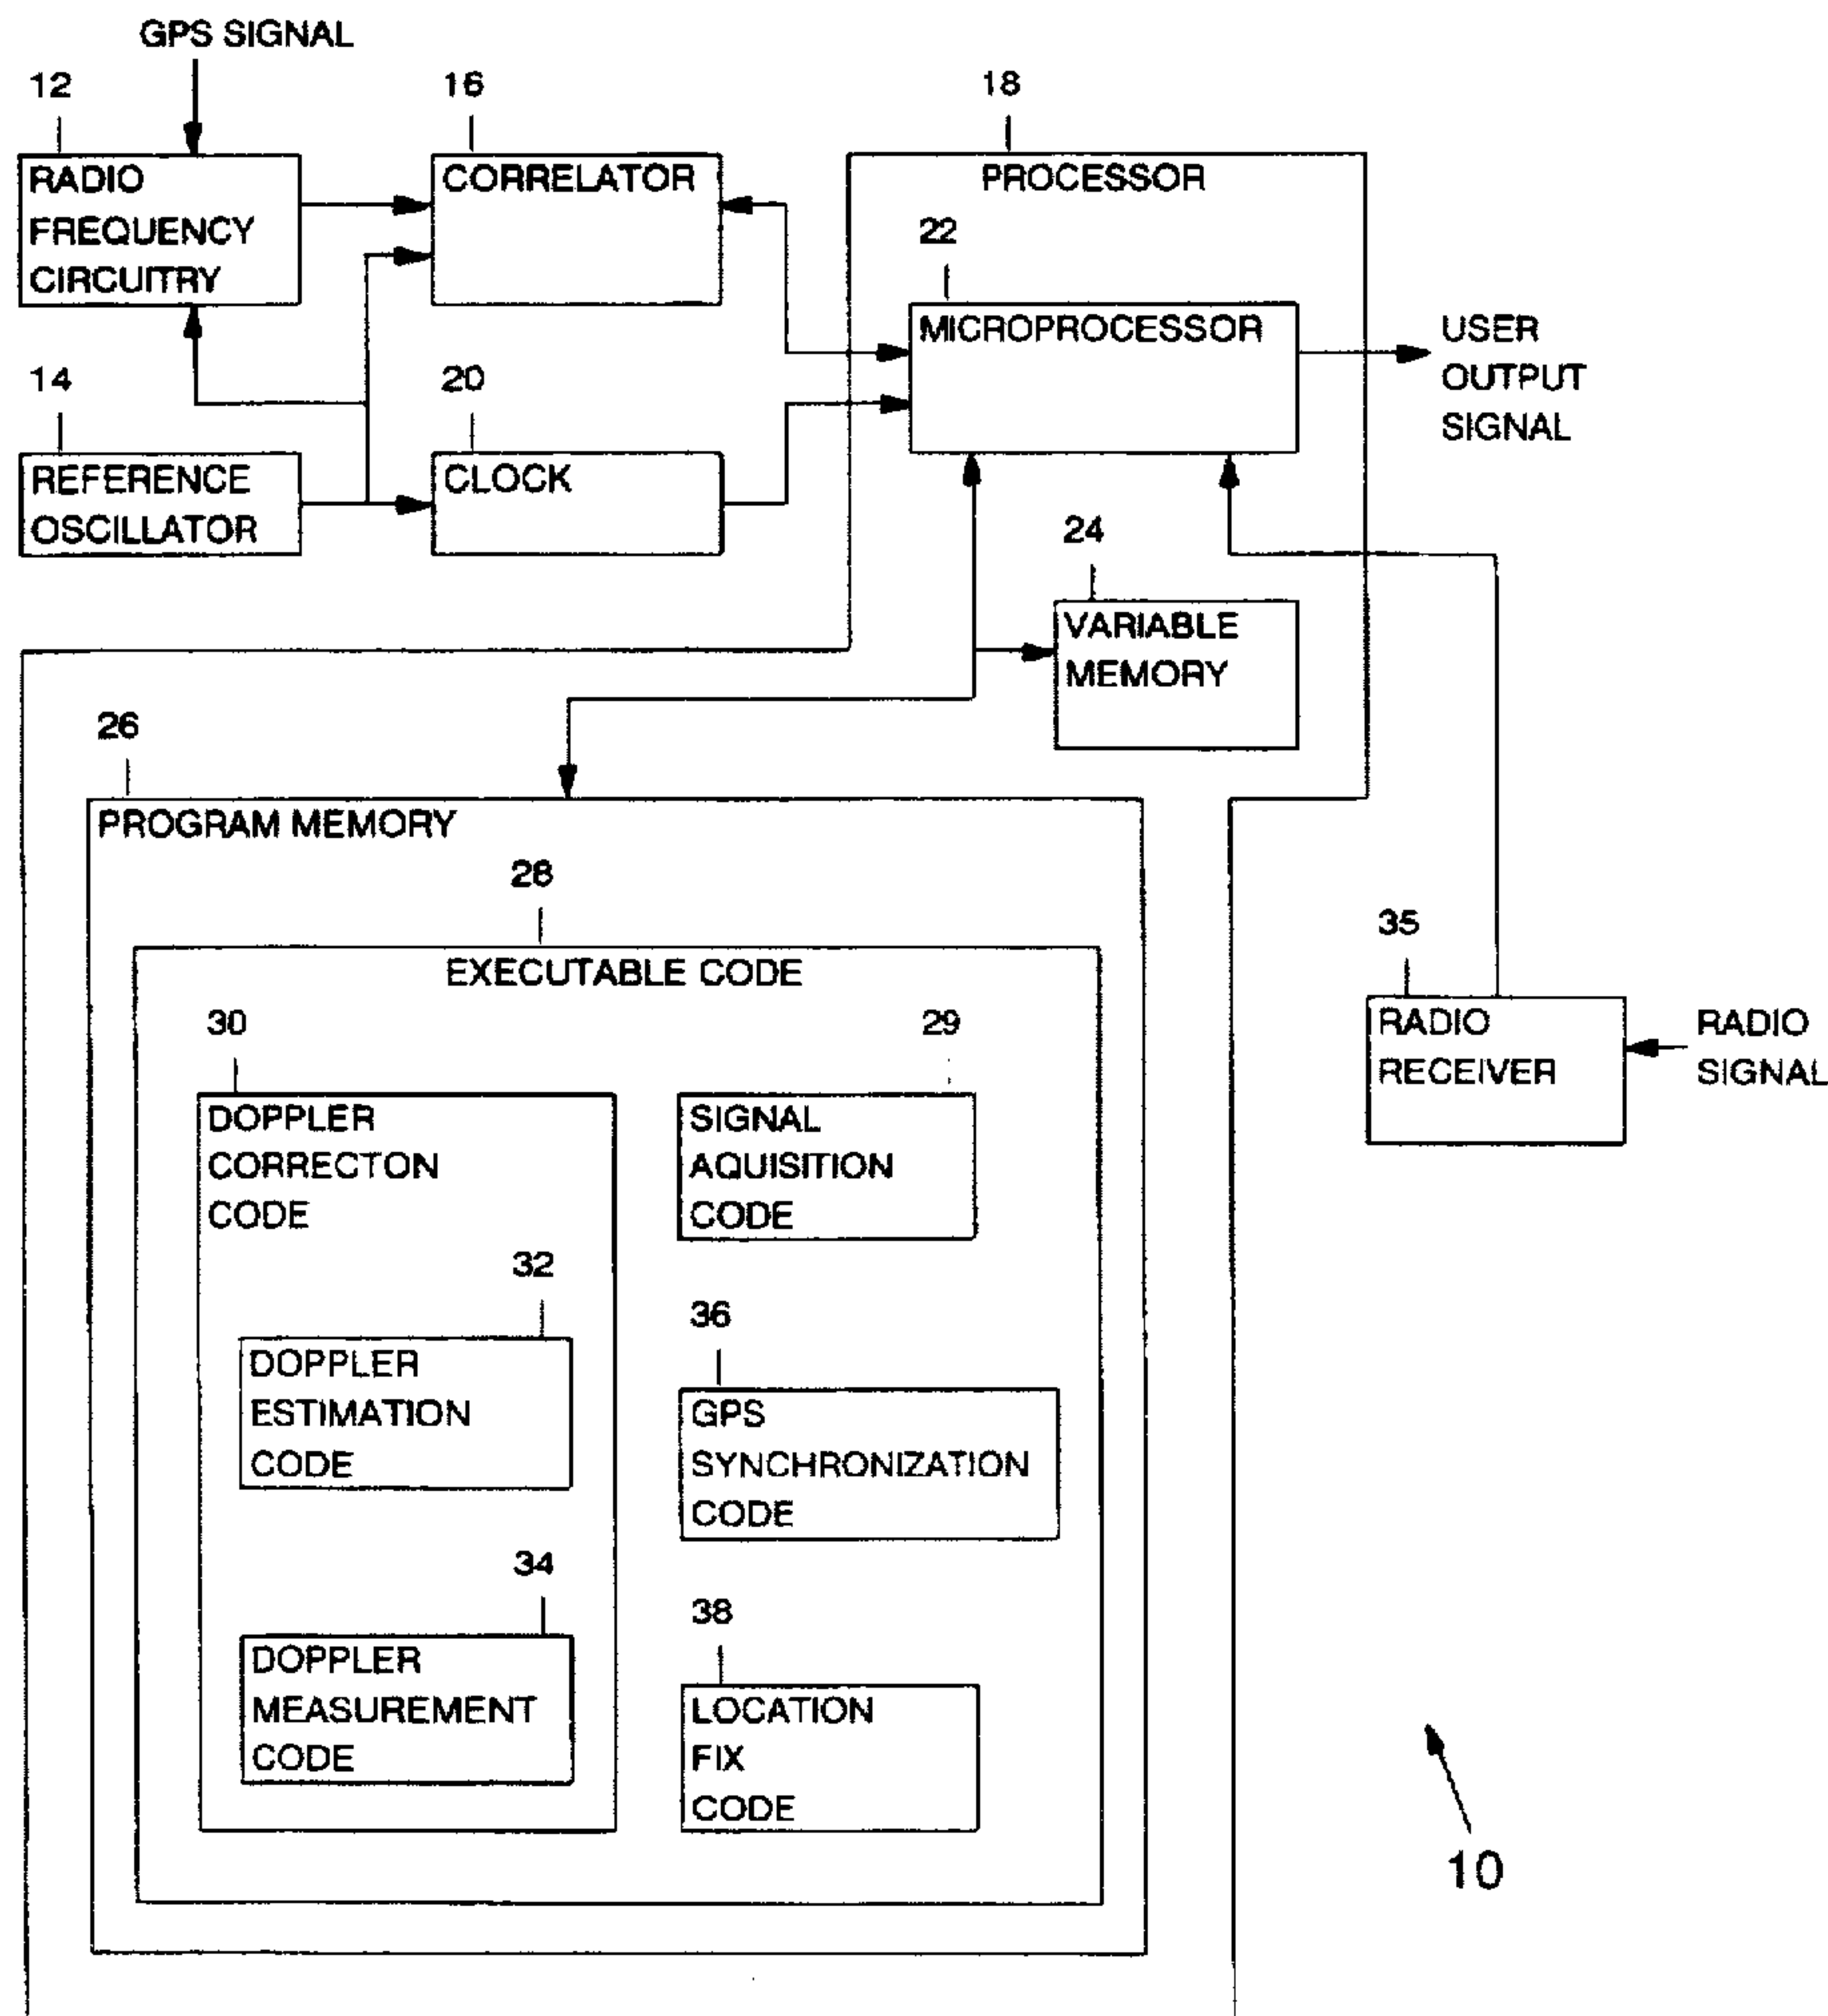 GPS SIGNAL
12
16
18
RADIO
FREQUENCY
CIRCUITRY
CORRELATOR
PROCESSOR
22
MICROPROCESSOR
USER
OUTPUT
SIGNAL
14
20
REFERENCE
OSCILLATOR
CLOCK
24
VARIABLE
MEMORY
26
PROGRAM MEMORY
28
EXECUTABLE CODE
35
RADIO
RECEIVER
RADIO
SIGNAL
30
29
DOPPLER
CORRECTON
CODE
SIGNAL
AQUISITION
CODE
32
DOPPLER
ESTIMATION
CODE
36
GPS
SYNCHRONIZATION
CODE
34
DOPPLER
MEASUREMENT
CODE
38
LOCATION
FIX
CODE
10